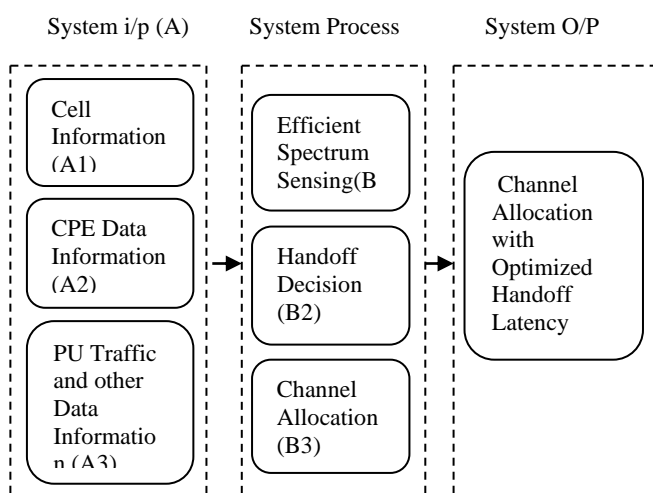 System i/p (A)
System Process
System O/P
Cell
Information
(A1)
CPE Data
Information
(A2)
PU Traffic
and other
Data
Informatio
n (A3)
Efficient
Spectrum
Sensing(B
Handoff
Decision
(B2)
Channel
Allocation
(B3)
Channel
Allocation
with
Optimized
Handoff
Latency